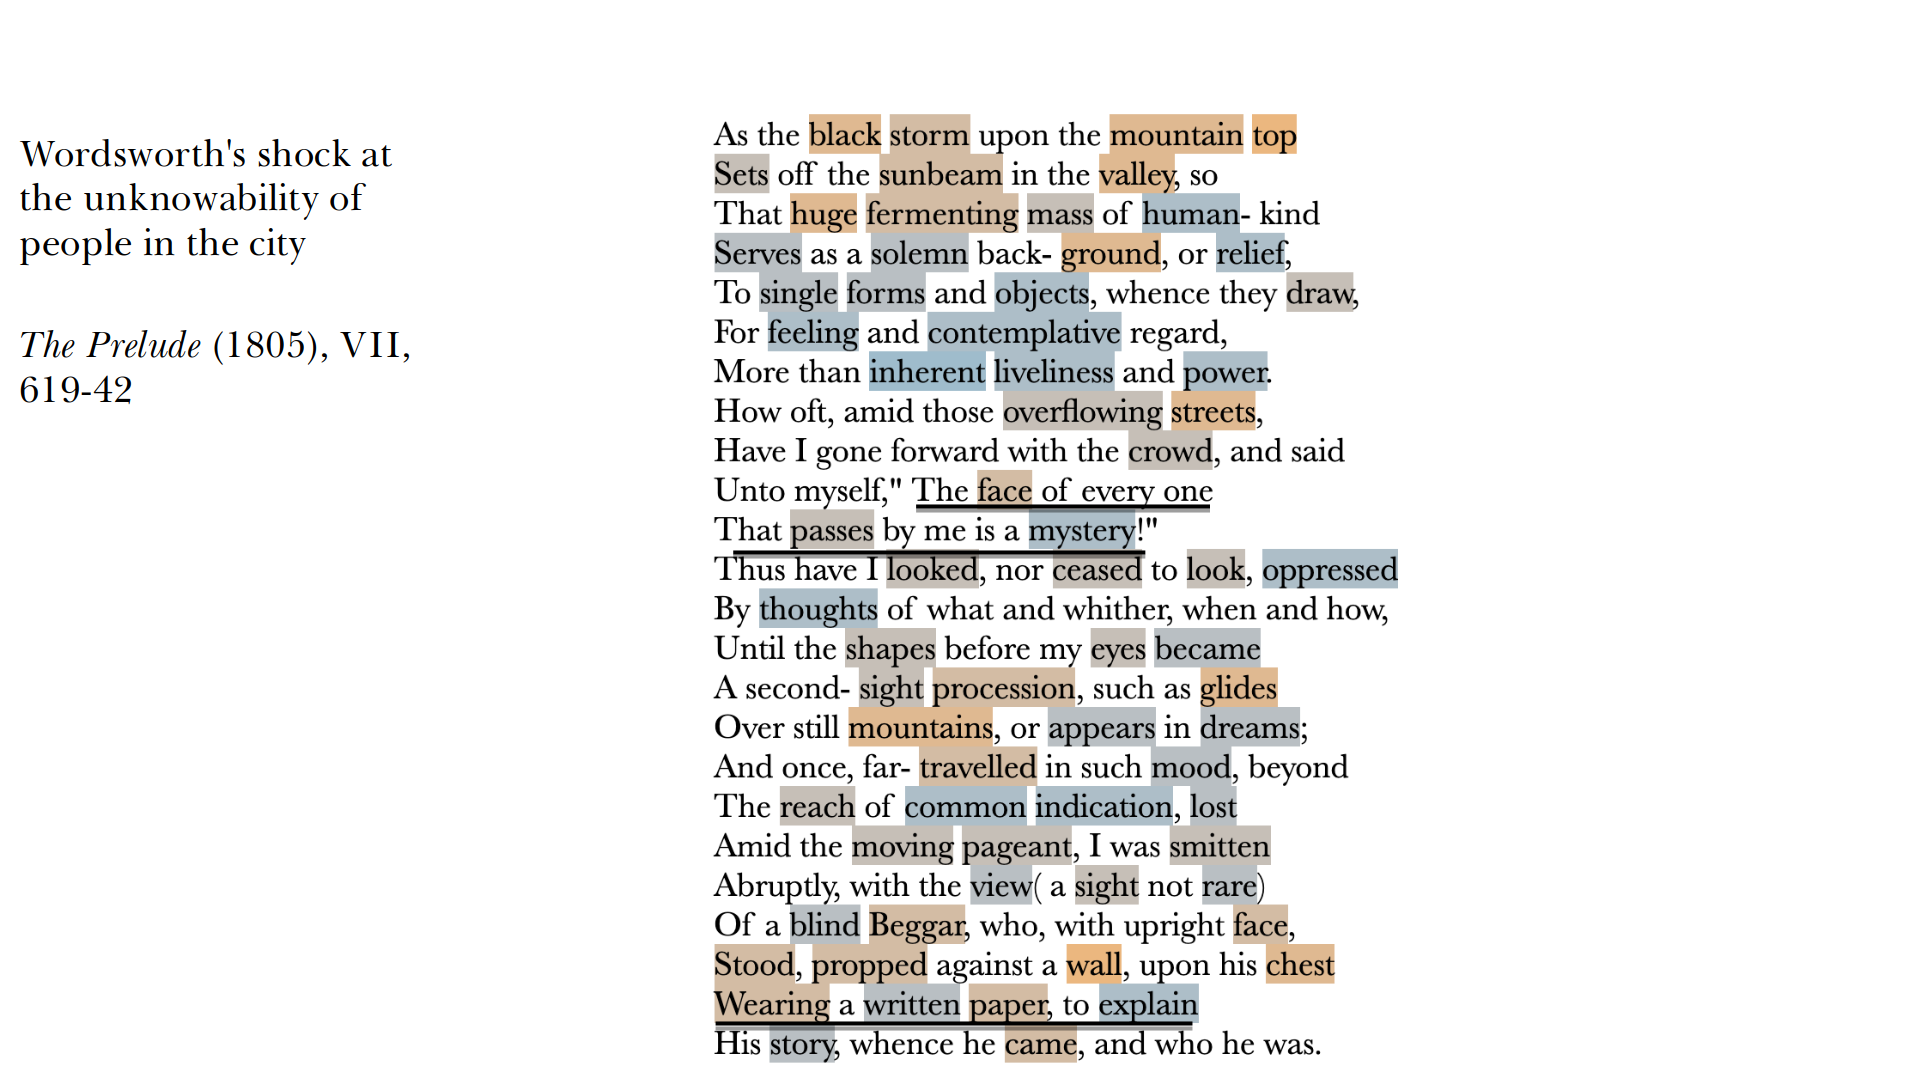 Wordsworth's shock at
the unknowability of
people in the city
The Prelude (1805), VII,
619-42
As the black storm upon the mountain top
Sets off the sunbeam in the valley, so
That huge fermenting mass of human- kind
Serves as a solemn back- ground, or relief,
To single forms and objects, whence they draw,
For feeling and contemplative regard,
More than inherent liveliness and power.
How oft, amid those overflowing streets,
Have I gone forward with the crowd, and said
Unto myself," The face of every one
That passes by me is a mystery!"
Thus have I looked, nor ceased to look, oppressed
By thoughts of what and whither, when and how,
Until the shapes before my eyes became
A second- sight procession, such as glides
Over still mountains, or appears in dreams;
And once, far- travelled in such mood, beyond
The reach of common indication, lost
Amid the moving pageant, I was smitten
Abruptly, with the view( a sight not rare)
Of a blind Beggar, who, with upright face,
Stood, propped against a wall, upon his chest
Wearing a written paper, to explain
His story, whence he came, and who he was.